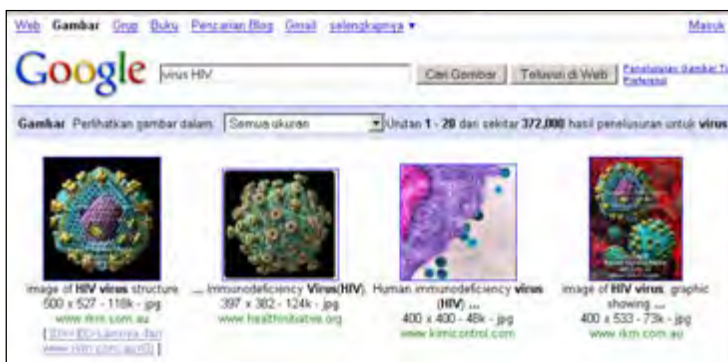 Web Gambar Grup Buku Pencarian Blog Gmail selengkapnya ▼ Masuk
Google virus HIV Cari Gambar Telusuri di Web Penelusuran Gambar
Preferensi
Gambar Perlihatkan gambar dalam: Semua ukuran Urutan 1 - 20 dari sekitar 372,000 hasil penelusuran untuk virus
image of HIV virus structure
500 x 527 - 118k - jpg
www.rkm.com.au
... Immunodeficiency Virus(HIV).
397 x 382 - 124k - jpg
www.healthinitiative.org
Human immunodeficiency virus
(HIV) ...
400 x 400 - 48k - jpg
www.kimicontrol.com
image of HIV virus graphic
showing ...
400 x 533 - 73k - jpg
www.rkm.com.au